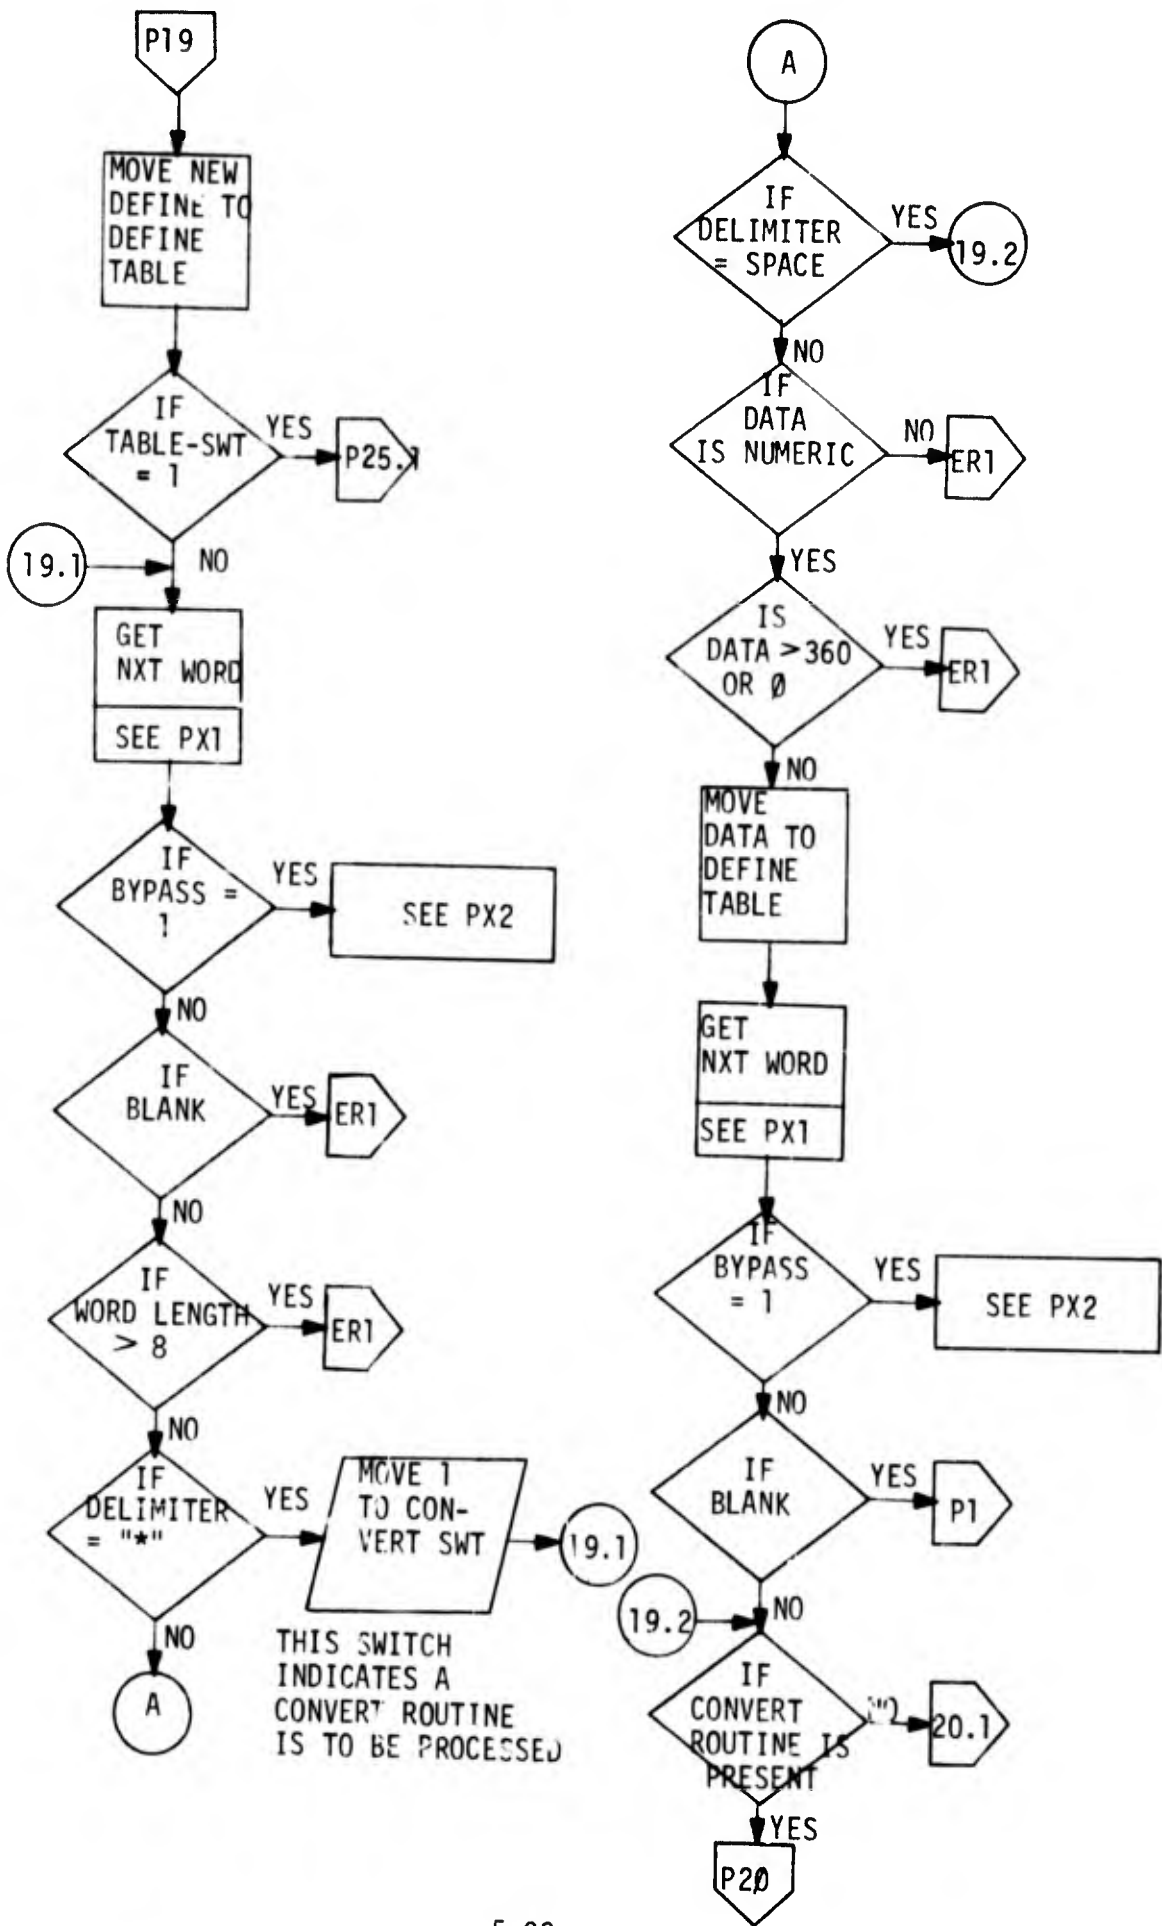 P19
MOVE NEW
DEFINE TO
DEFINE
TABLE
IF
TABLE-SWT
= 1
YES
P25.1
19.1
NO
GET
NXT WORD
SEE PX1
IF
BYPASS =
1
YES
SEE PX2
NO
IF
BLANK
YES
ER1
NO
IF
WORD LENGTH
> 8
YES
ER1
NO
IF
DELIMITER
= "*"
YES
MOVE 1
TO CON-
VERT SWT
19.1
NO
A
THIS SWITCH
INDICATES A
CONVERT ROUTINE
IS TO BE PROCESSED
A
IF
DELIMITER
= SPACE
YES
19.2
NO
IF
DATA
IS NUMERIC
NO
ER1
YES
IS
DATA >360
OR Ø
YES
ER1
NO
MOVE
DATA TO
DEFINE
TABLE
GET
NXT WORD
SEE PX1
IF
BYPASS
= 1
YES
SEE PX2
NO
IF
BLANK
YES
P1
NO
19.2
IF
CONVERT
ROUTINE IS
PRESENT
20.1
YES
P2Ø